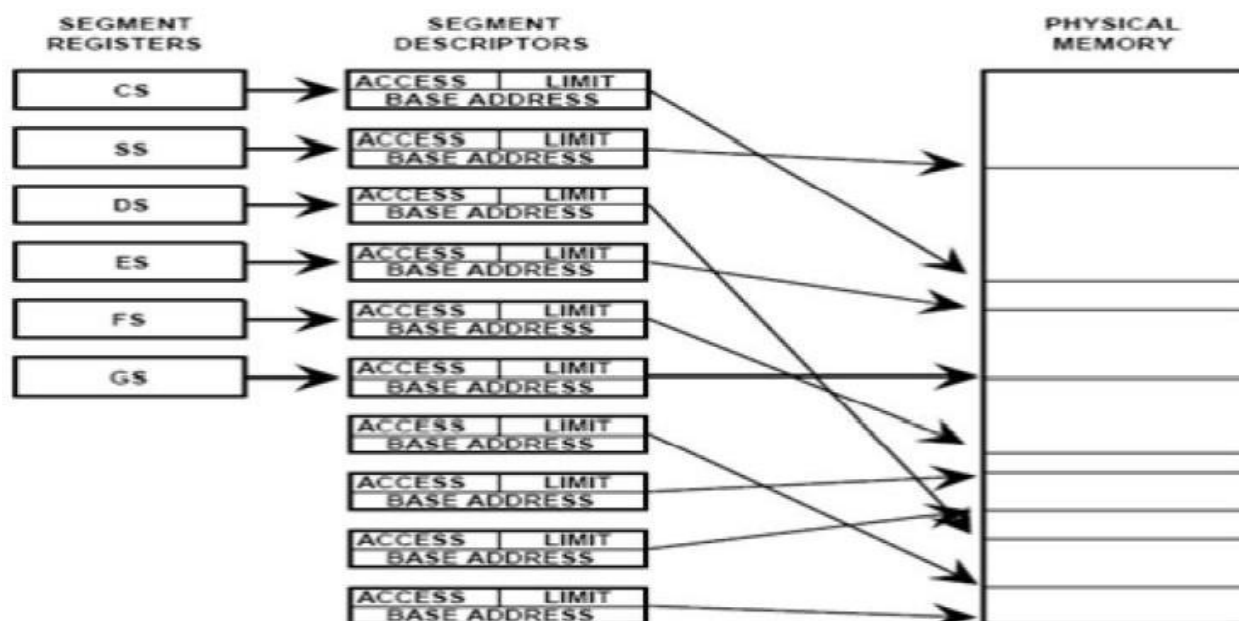 SEGMENT REGISTERS
SEGMENT DESCRIPTORS
PHYSICAL MEMORY
CS
ACCESS LIMIT
BASE ADDRESS
SS
ACCESS LIMIT
BASE ADDRESS
DS
ACCESS LIMIT
BASE ADDRESS
ES
ACCESS LIMIT
BASE ADDRESS
FS
ACCESS LIMIT
BASE ADDRESS
GS
ACCESS LIMIT
BASE ADDRESS
ACCESS LIMIT
BASE ADDRESS
ACCESS LIMIT
BASE ADDRESS
ACCESS LIMIT
BASE ADDRESS
ACCESS LIMIT
BASE ADDRESS